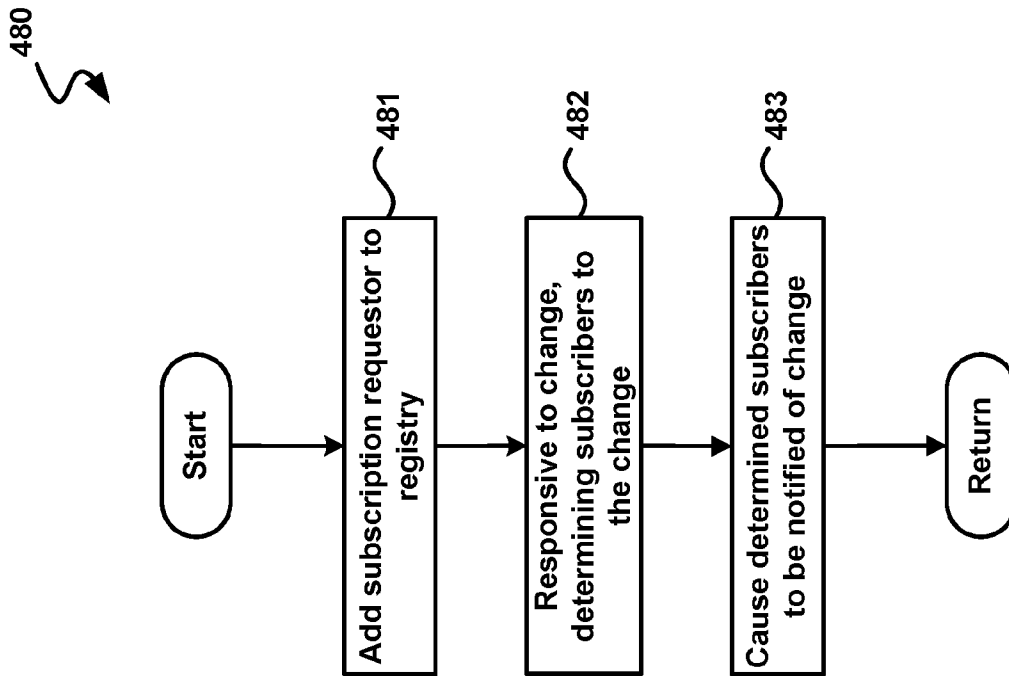 480
Start
Add subscription requestor to
registry
481
Responsive to change,
determining subscribers to
the change
482
Cause determined subscribers
to be notified of change
483
Return